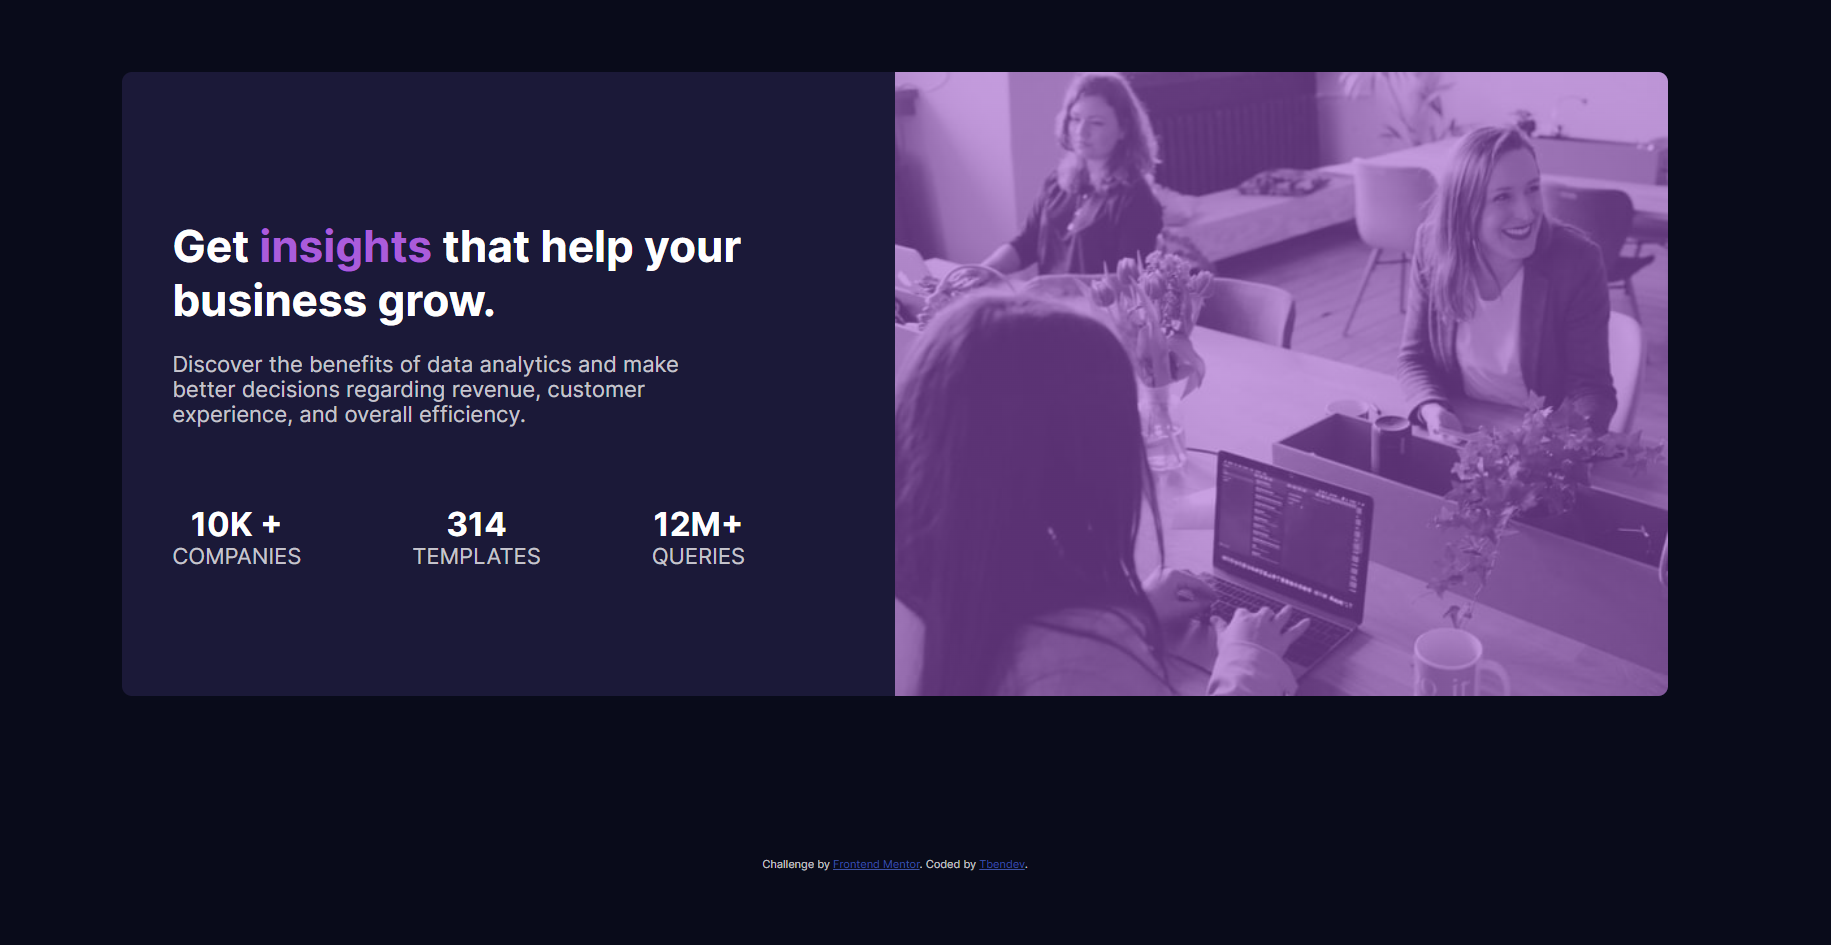 Get insights that help your
business grow.
Discover the benefits of data analytics and make
better decisions regarding revenue, customer
experience, and overall efficiency.
10K +
314
12M+
COMPANIES
TEMPLATES
QUERIES
Challenge by Frontend Mentor. Coded by Tbendev.